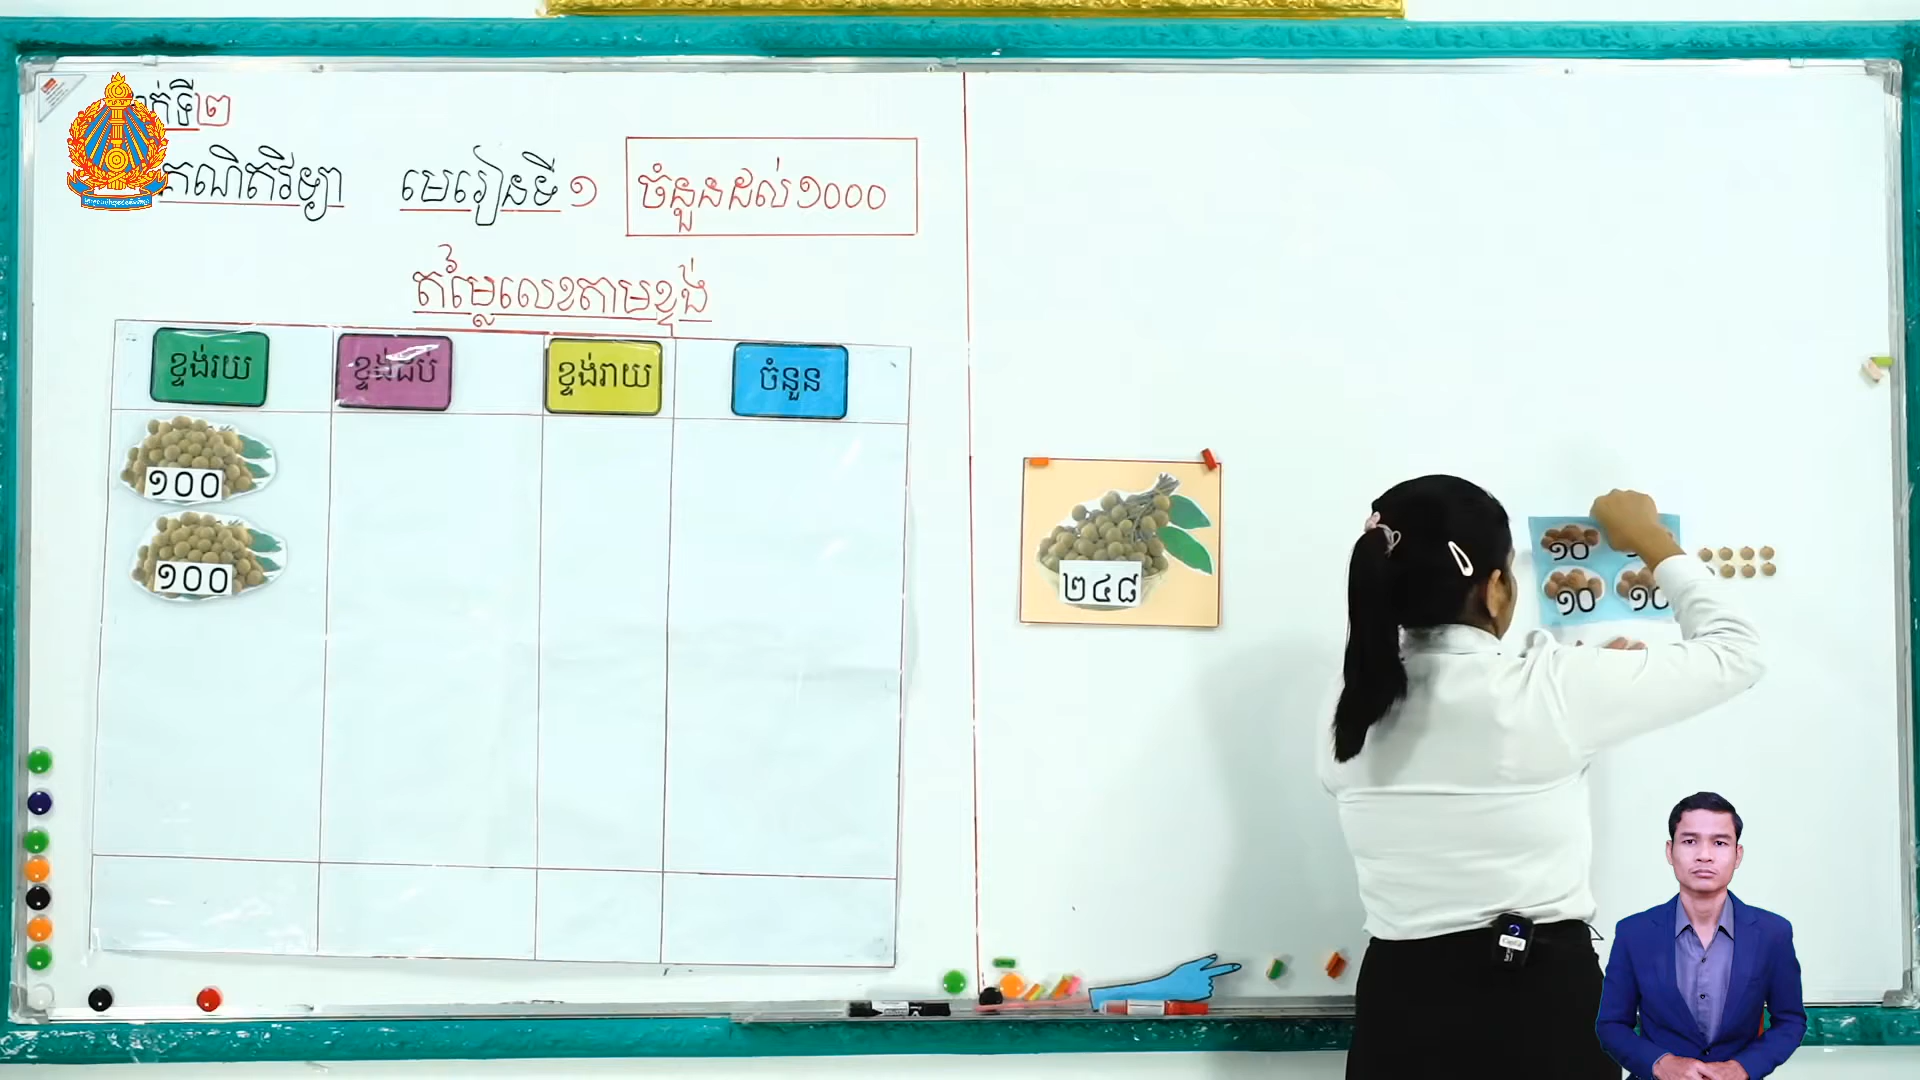 ទី២
គណិតវិទ្យា មេរៀនទី ១ ចំនួនដល់១០០០
តម្លៃលេខតាមខ្ទង់
ខ្ទង់រយ ខ្ទង់ដប់ ខ្ទង់រាយ ចំនួន
១០០
១០០
២៤៨
១០
១០ ១០